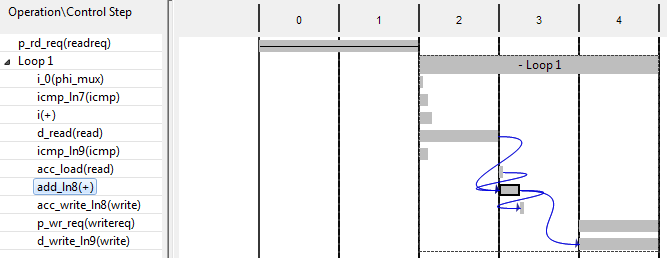 Operation\Control Step
0 1 2 3 4
p_rd_req(readreq)
Loop 1
- Loop 1
i_0(phi_mux)
icmp_ln7(icmp)
i(+)
d_read(read)
icmp_ln9(icmp)
acc_load(read)
add_ln8(+)
acc_write_ln8(write)
p_wr_req(writereq)
d_write_ln9(write)